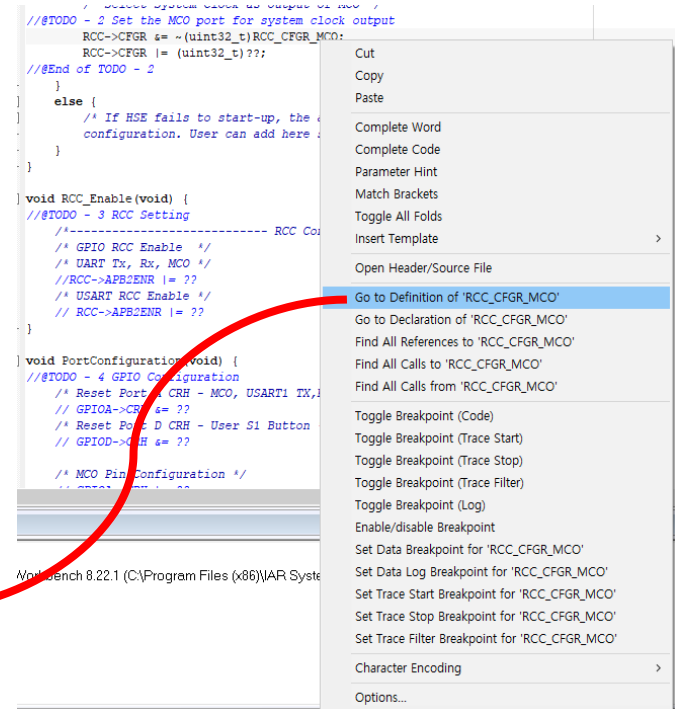 /* Select System Clock as output of MCO */
//@TODO - 2 Set the MCO port for system clock output
RCC->CFGR &= ~(uint32_t)RCC_CFGR_MCO;
RCC->CFGR |= (uint32_t)??;
//@End of TODO - 2
}
else {
/* If HSE fails to start-up, the
configuration. User can add here
}
}
void RCC_Enable(void) {
//@TODO - 3 RCC Setting
/*--------------------------- RCC Co
/* GPIO RCC Enable */
/* UART Tx, Rx, MCO */
//RCC->APB2ENR |= ??
/* USART RCC Enable */
// RCC->APB2ENR |= ??
}
void PortConfiguration(void) {
//@TODO - 4 GPIO Configuration
/* Reset Port A CRH - MCO, USART1 TX,
// GPIOA->CRH &= ??
/* Reset Port D CRH - User S1 Button
// GPIOD->CRH &= ??
/* MCO Pin Configuration */
Workbench 8.22.1 (C:\Program Files (x86)\IAR Syste
Cut
Copy
Paste
Complete Word
Complete Code
Parameter Hint
Match Brackets
Toggle All Folds
Insert Template >
Open Header/Source File
Go to Definition of 'RCC_CFGR_MCO'
Go to Declaration of 'RCC_CFGR_MCO'
Find All References to 'RCC_CFGR_MCO'
Find All Calls to 'RCC_CFGR_MCO'
Find All Calls from 'RCC_CFGR_MCO'
Toggle Breakpoint (Code)
Toggle Breakpoint (Trace Start)
Toggle Breakpoint (Trace Stop)
Toggle Breakpoint (Trace Filter)
Toggle Breakpoint (Log)
Enable/disable Breakpoint
Set Data Breakpoint for 'RCC_CFGR_MCO'
Set Data Log Breakpoint for 'RCC_CFGR_MCO'
Set Trace Start Breakpoint for 'RCC_CFGR_MCO'
Set Trace Stop Breakpoint for 'RCC_CFGR_MCO'
Set Trace Filter Breakpoint for 'RCC_CFGR_MCO'
Character Encoding >
Options...